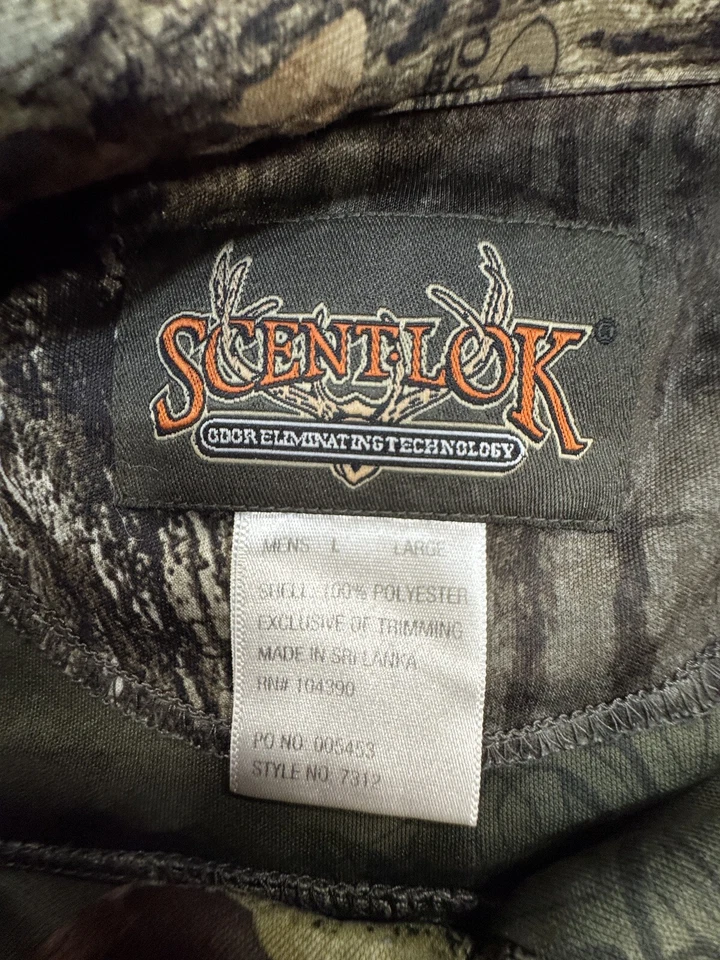 SCENT-LOK®
ODOR ELIMINATING TECHNOLOGY
MENS L LARGE
SHELL: 100% POLYESTER
EXCLUSIVE OF TRIMMING
MADE IN SRI LANKA
RN# 104390
PO NO: 005453
STYLE NO: 7312